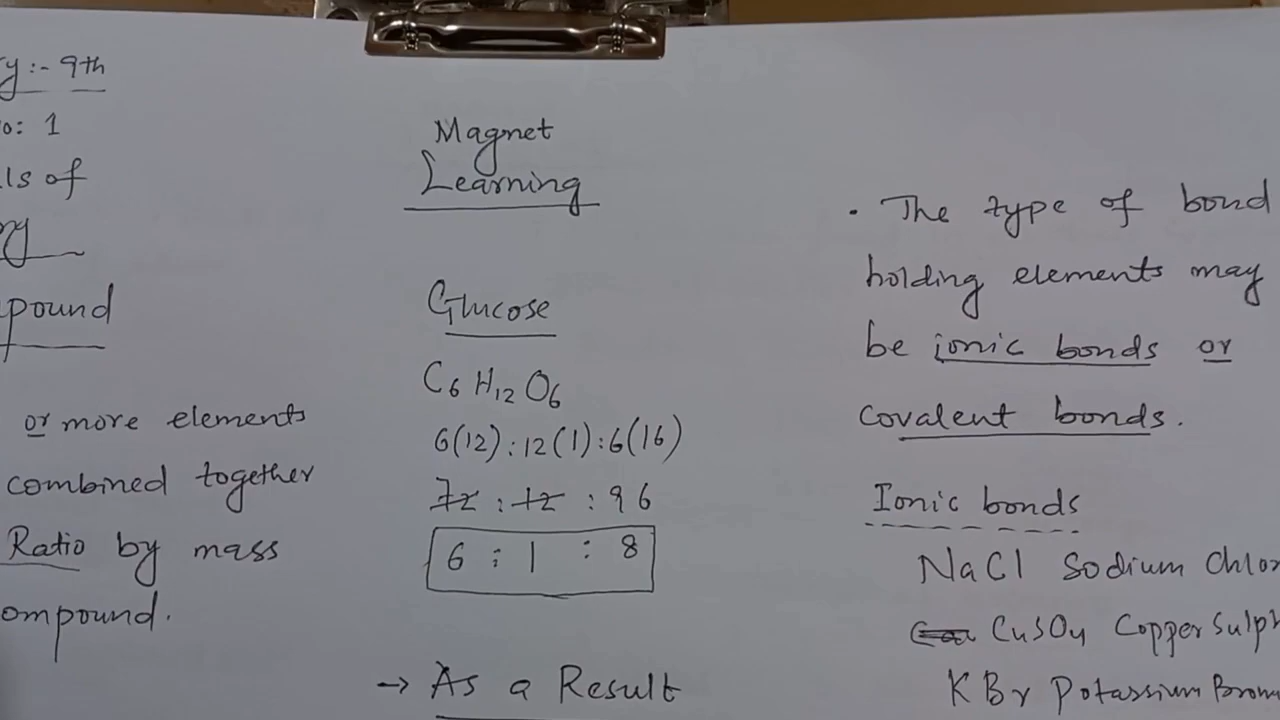 y:- 9th
o: 1
ls of
y
pound
or more elements
combined together
Ratio by mass
ompound.
Magnet
Learning
Glucose
C6 H12 O6
6(12):12(1):6(16)
72 : 12 : 96
6 : 1 : 8
→ As a Result
• The type of bond
holding elements may
be ionic bonds or
covalent bonds.
Ionic bonds
NaCl Sodium Chlor
CuSO4 Copper Sulph
KBr Potassium Brom